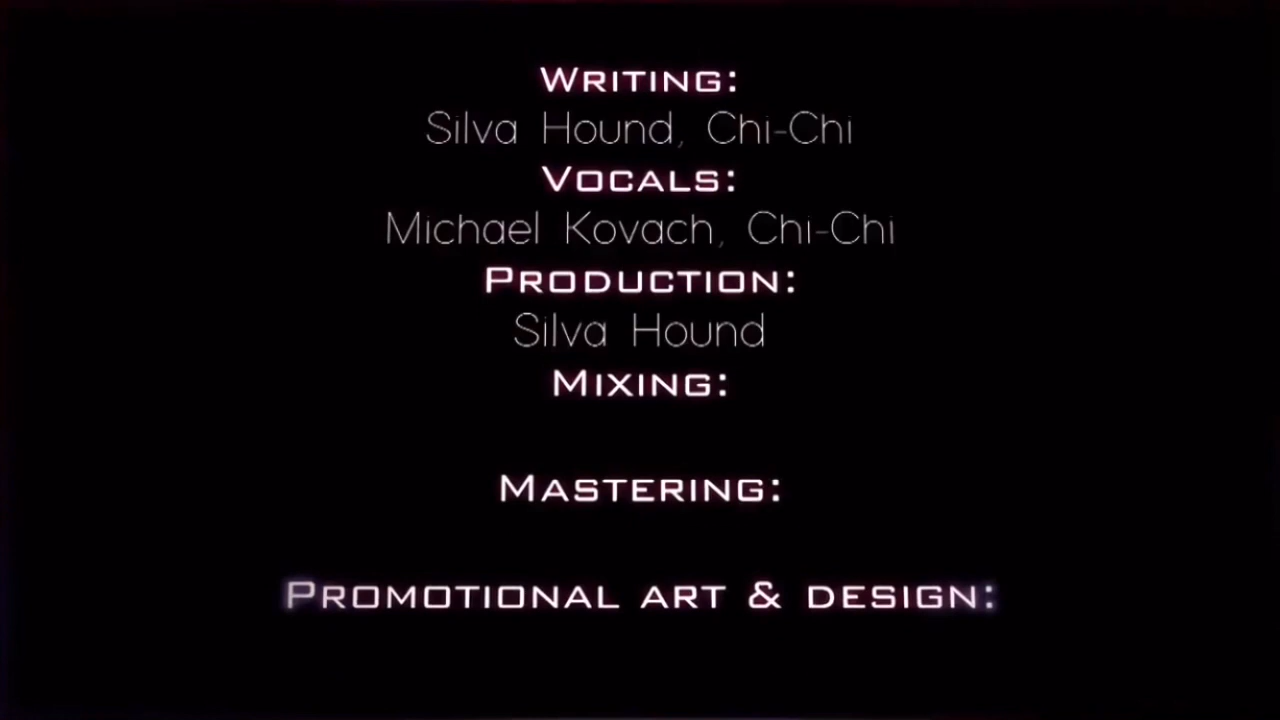 Writing:
Silva Hound, Chi-Chi
Vocals:
Michael Kovach, Chi-Chi
Production:
Silva Hound
Mixing:
Mastering:
Promotional art & design: